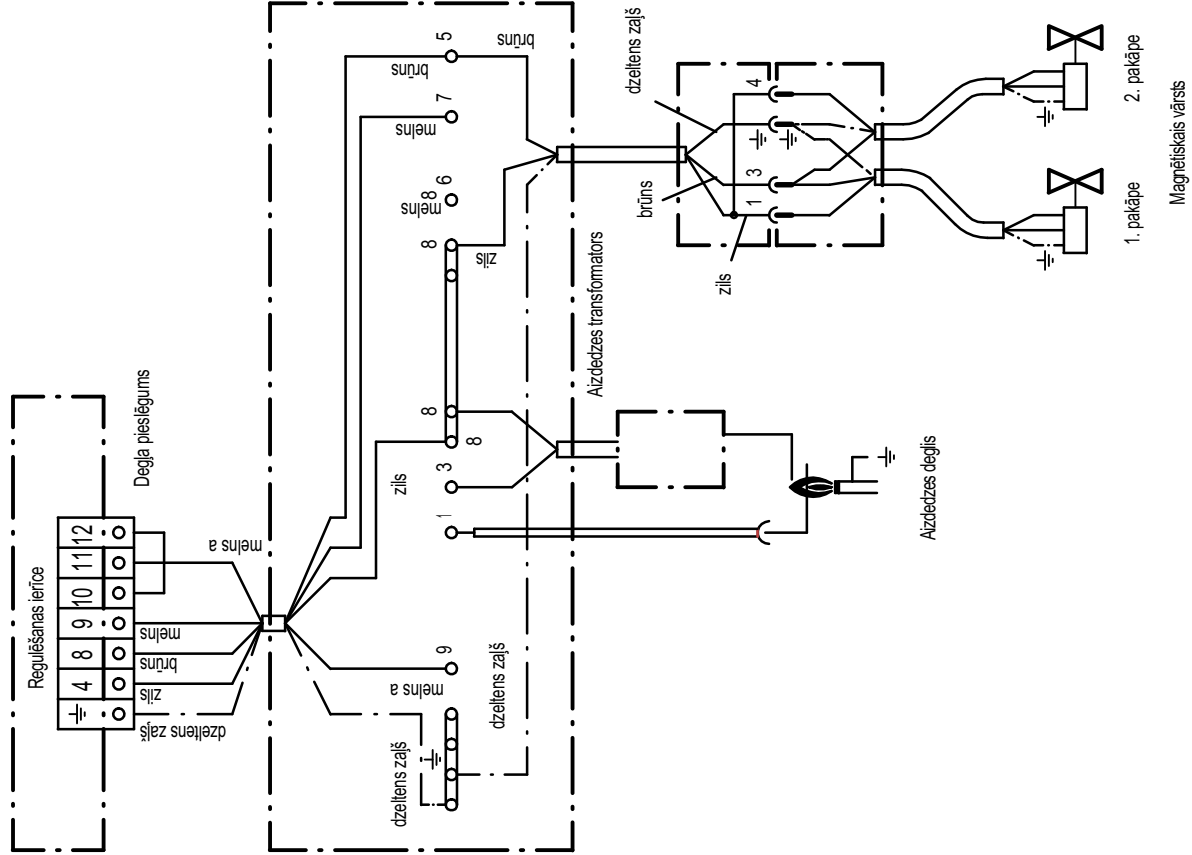 Regulēšanas ierīce
4 8 9 10 11 12
Degļa pieslēgums
dzeltens zaļš
zils
brūns
melns
melns a
brūns
melns
5
brūns
7
melns
6
8
8
zils
8
8
zils
3
1
9
melns a
dzeltens zaļš
dzeltens zaļš
Aizdedzes transformators
Aizdedzes deglis
dzeltens zaļš
brūns
zils
1 3 4
1. pakāpe
2. pakāpe
Magnētiskais vārsts